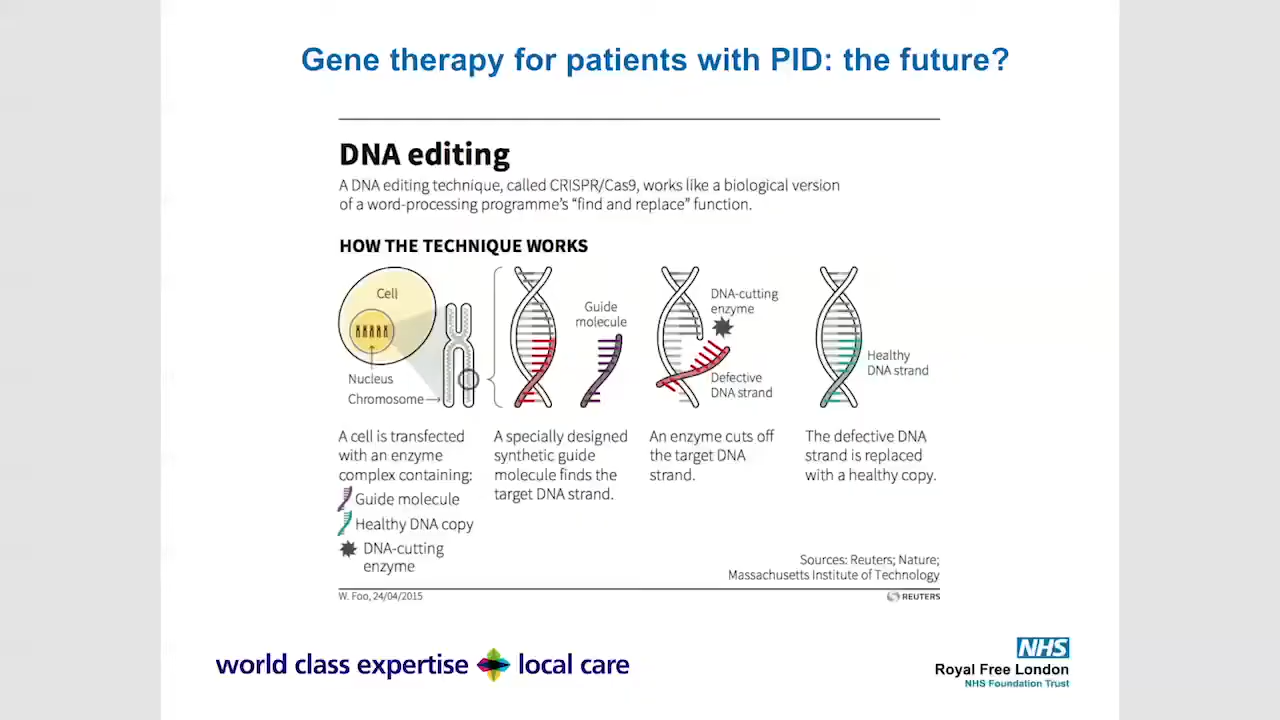 Gene therapy for patients with PID: the future?
DNA editing
A DNA editing technique, called CRISPR/Cas9, works like a biological version
of a word-processing programme's “find and replace” function.
HOW THE TECHNIQUE WORKS
Cell
Nucleus
Chromosome
Guide
molecule
DNA-cutting
enzyme
Defective
DNA strand
Healthy
DNA strand
A cell is transfected
with an enzyme
complex containing:
Guide molecule
Healthy DNA copy
DNA-cutting
enzyme
A specially designed
synthetic guide
molecule finds the
target DNA strand.
An enzyme cuts off
the target DNA
strand.
The defective DNA
strand is replaced
with a healthy copy.
Sources: Reuters; Nature;
Massachusetts Institute of Technology
W. Foo, 24/04/2015
REUTERS
world class expertise local care
NHS
Royal Free London
NHS Foundation Trust